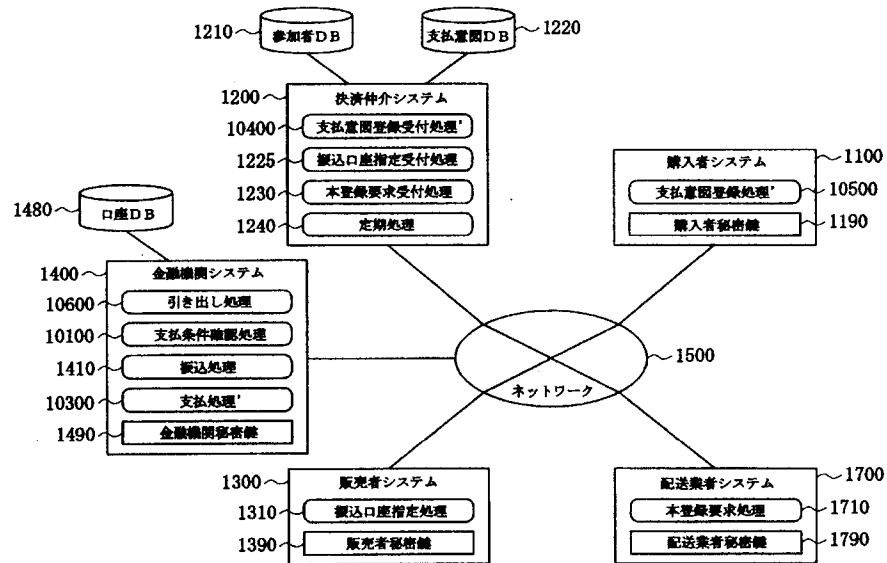 1210
参加者DB
支払意図DB
1220
1200
決済仲介システム
10400
支払意図登録受付処理'
1225
振込口座指定受付処理
1230
本登録要求受付処理
1240
定期処理
購入者システム
1100
支払意図登録処理'
10500
購入者秘密鍵
1190
1480
口座DB
1400
金融機関システム
10600
引き出し処理
10100
支払条件確認処理
1410
振込処理
10300
支払処理'
1490
金融機関秘密鍵
1500
ネットワーク
1300
販売者システム
1310
振込口座指定処理
1390
販売者秘密鍵
配送業者システム
1700
本登録要求処理
1710
配送業者秘密鍵
1790